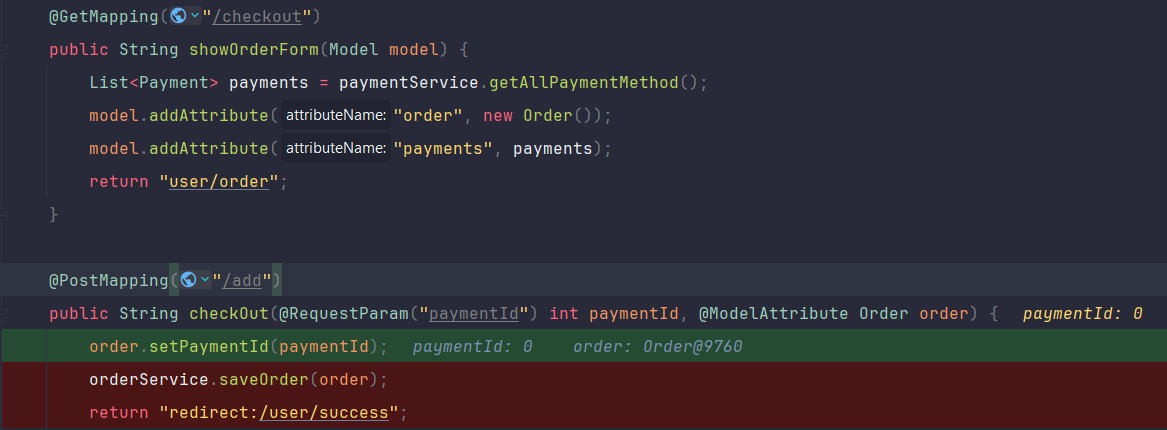 @GetMapping("/checkout")
public String showOrderForm(Model model) {
List<Payment> payments = paymentService.getAllPaymentMethod();
model.addAttribute( attributeName: "order", new Order());
model.addAttribute( attributeName: "payments", payments);
return "user/order";
}
@PostMapping("/add")
public String checkOut(@RequestParam("paymentId") int paymentId, @ModelAttribute Order order) { paymentId: 0
order.setPaymentId(paymentId); paymentId: 0 order: Order@9760
orderService.saveOrder(order);
return "redirect:/user/success";